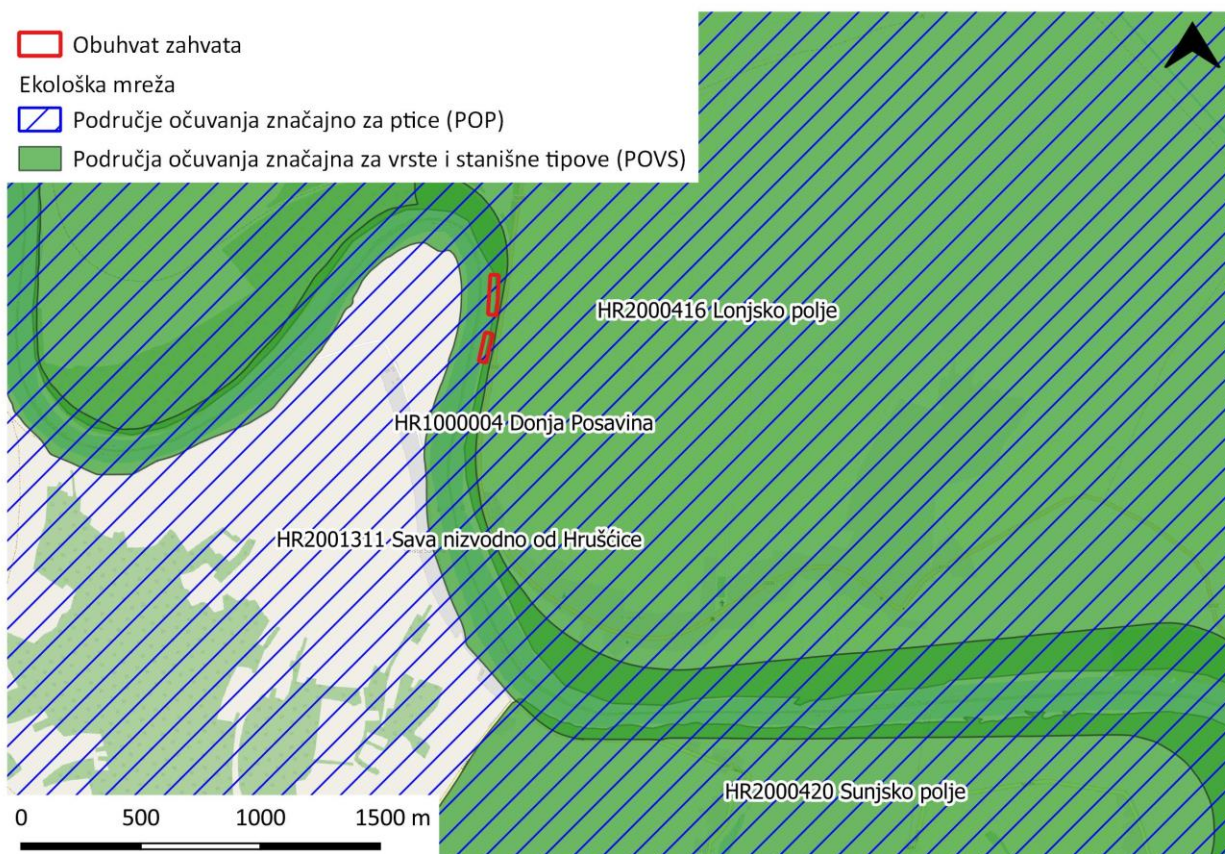 Obuhvat zahvata
Ekološka mreža
Područje očuvanja značajno za ptice (POP)
Područja očuvanja značajna za vrste i stanišne tipove (POVS)
HR2000416 Lonjsko polje
HR1000004 Donja Posavina
HR2001311 Sava nizvodno od Hrušćice
HR2000420 Sunjsko polje
0 500 1000 1500 m